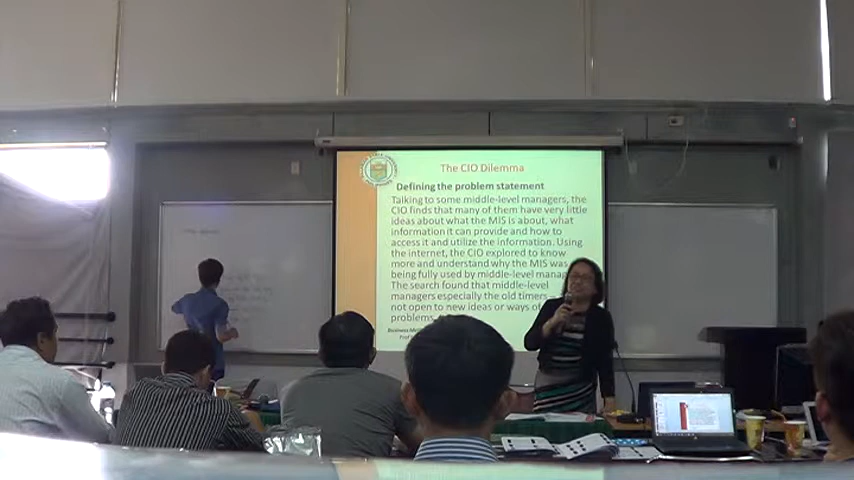 The CIO Dilemma
Defining the problem statement
Talking to some middle-level managers, the
CIO finds that many of them have very little
ideas about what the MIS is about, what
information it can provide and how to
access it and utilize the information. Using
the internet, the CIO explored to know
more and understand why the MIS was
being fully used by middle-level manag
The search found that middle-level
managers especially the old timers –
not open to new ideas or ways of
problems.